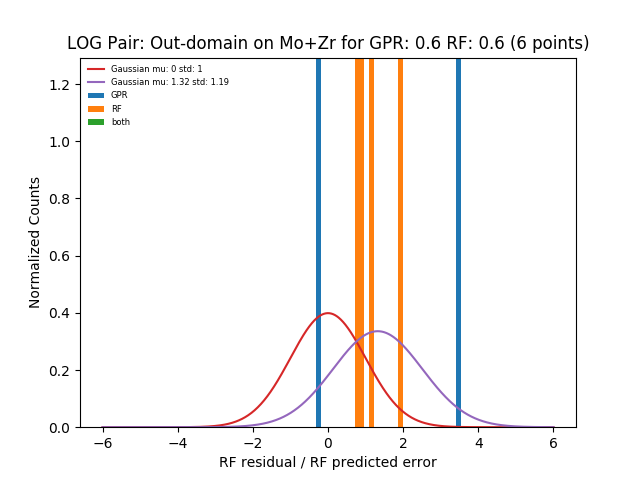 LOG Pair: Out-domain on Mo+Zr for GPR: 0.6 RF: 0.6 (6 points)
Gaussian mu: 0 std: 1
Gaussian mu: 1.32 std: 1.19
GPR
RF
both
Normalized Counts
1.2
1.0
0.8
0.6
0.4
0.2
0.0
−6 −4 −2 0 2 4 6
RF residual / RF predicted error